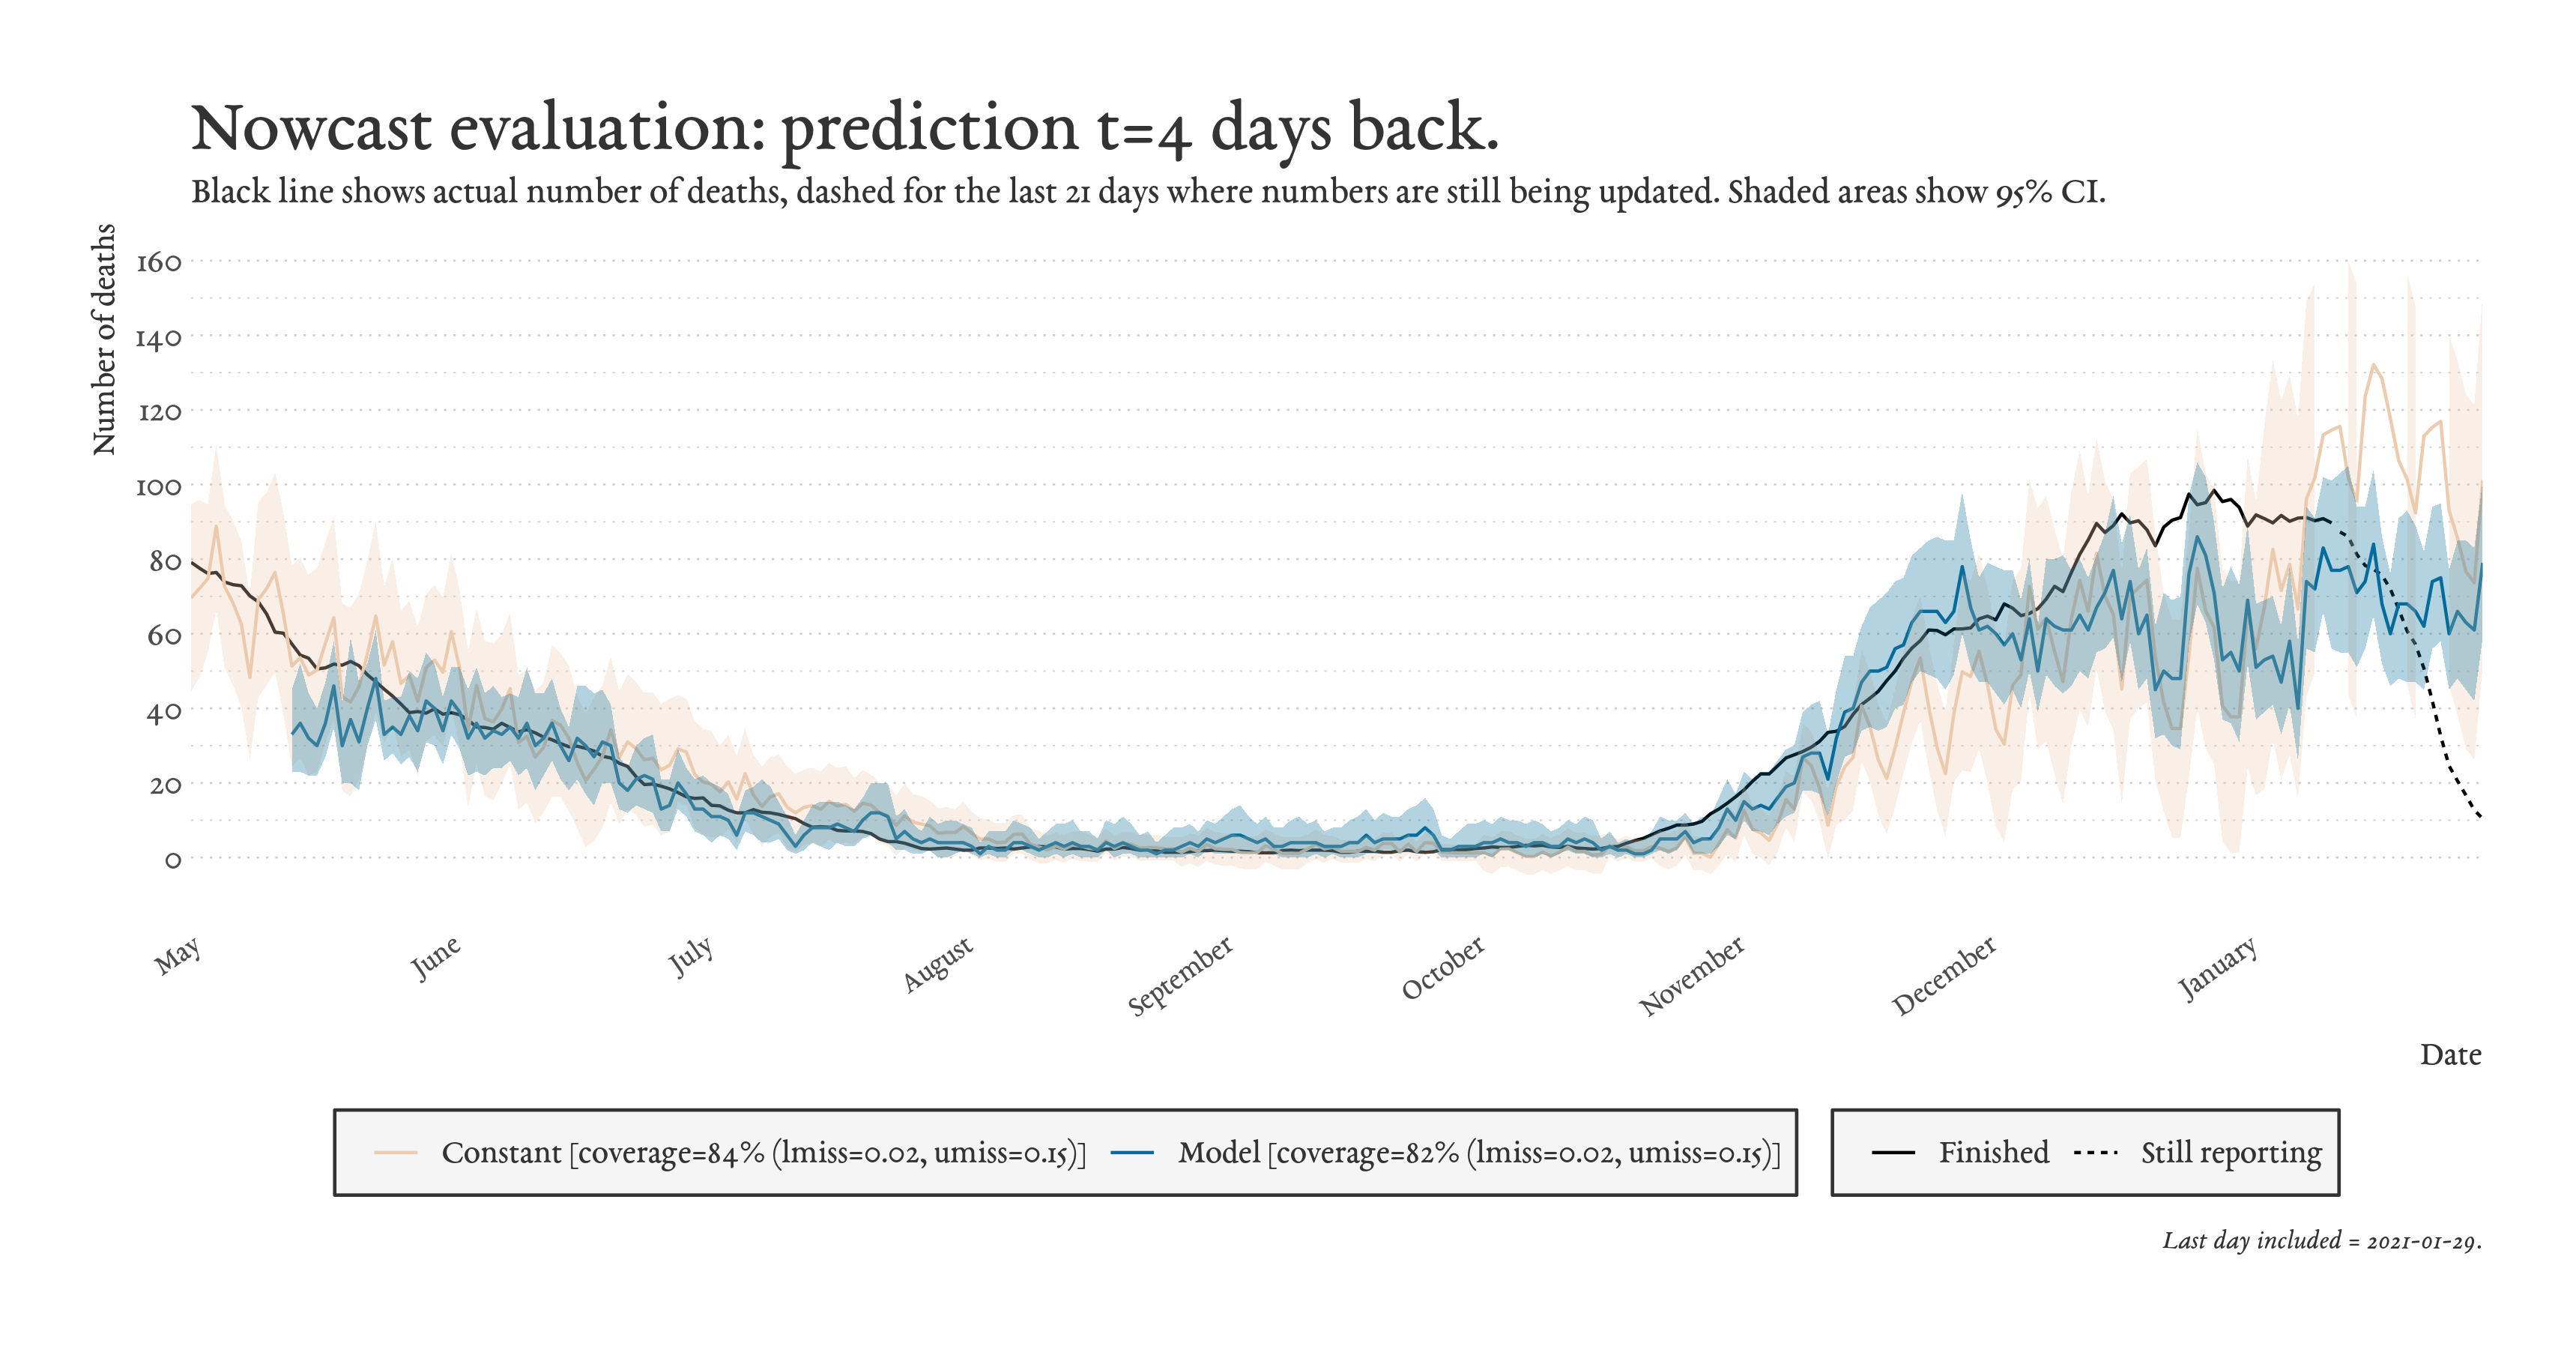 Nowcast evaluation: prediction t=4 days back.
Black line shows actual number of deaths, dashed for the last 21 days where numbers are still being updated. Shaded areas show 95% CI.
Number of deaths
160
140
120
100
80
60
40
20
0
May
June
July
August
September
October
November
December
January
Date
Constant [coverage=84% (lmiss=0.02, umiss=0.15)]
Model [coverage=82% (lmiss=0.02, umiss=0.15)]
Finished
Still reporting
Last day included = 2021-01-29.